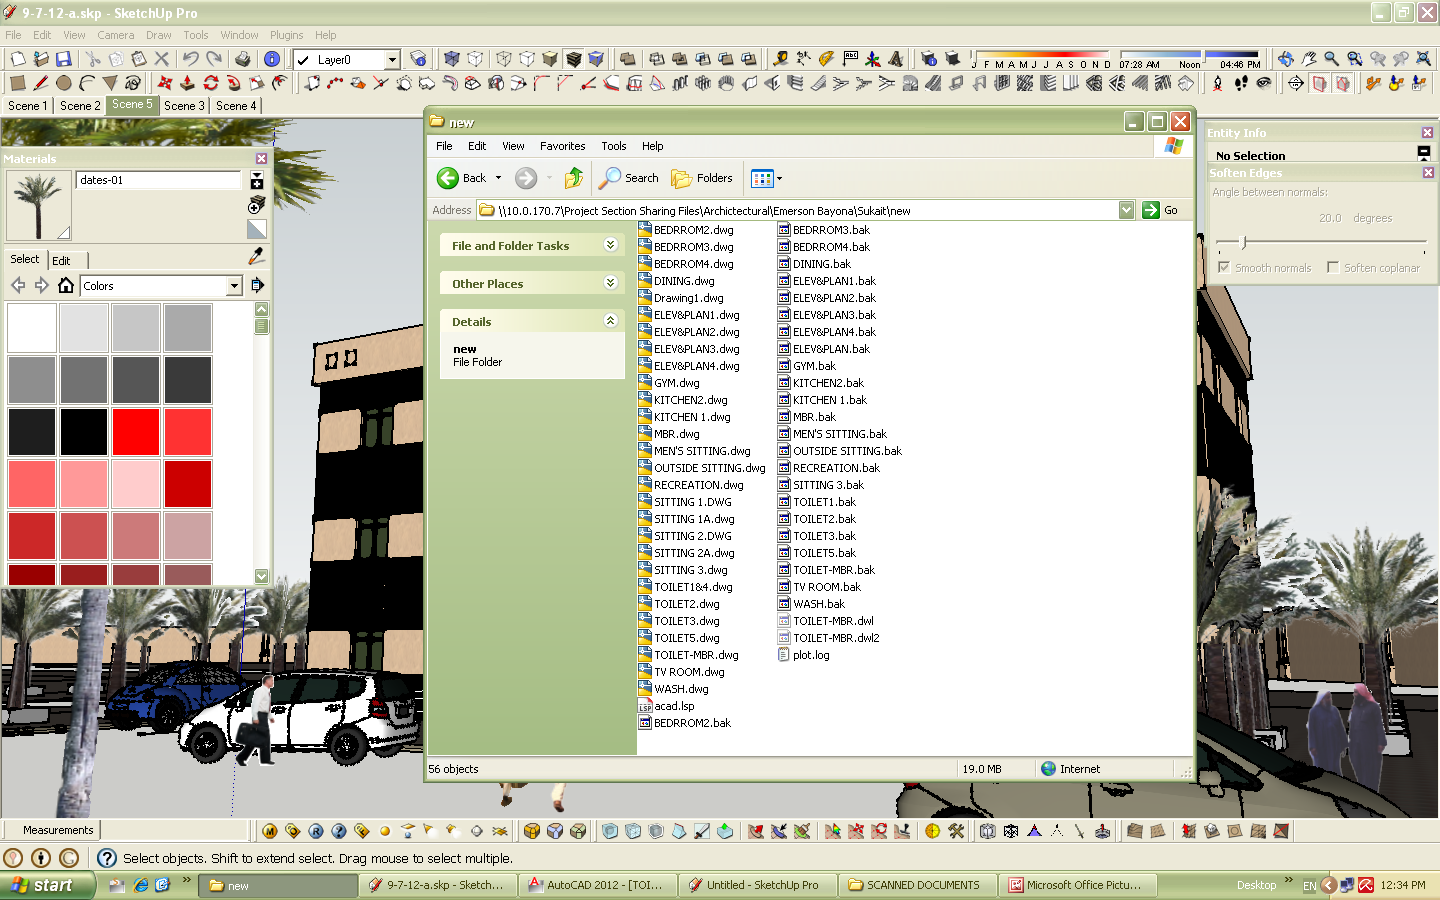 9-7-12-a.skp - SketchUp Pro
File Edit View Camera Draw Tools Window Plugins Help
Layer0
J F M A M J J A S O N D 07:28 AM Noon 04:46 PM
Scene 1 Scene 2 Scene 5 Scene 3 Scene 4
Materials
dates-01
Select Edit
Colors
new
File Edit View Favorites Tools Help
Back Search Folders
Address \\10.0.170.7\Project Section Sharing Files\Archictectural\Emerson Bayona\Sukait\new Go
File and Folder Tasks
Other Places
Details
new
File Folder
BEDRROM2.dwg
BEDRROM3.dwg
BEDRROM4.dwg
DINING.dwg
Drawing1.dwg
ELEV&PLAN1.dwg
ELEV&PLAN2.dwg
ELEV&PLAN3.dwg
ELEV&PLAN4.dwg
GYM.dwg
KITCHEN2.dwg
KITCHEN 1.dwg
MBR.dwg
MEN'S SITTING.dwg
OUTSIDE SITTING.dwg
RECREATION.dwg
SITTING 1.DWG
SITTING 1A.dwg
SITTING 2.DWG
SITTING 2A.dwg
SITTING 3.dwg
TOILET1&4.dwg
TOILET2.dwg
TOILET3.dwg
TOILET5.dwg
TOILET-MBR.dwg
TV ROOM.dwg
WASH.dwg
acad.lsp
BEDRROM2.bak
BEDRROM3.bak
BEDRROM4.bak
DINING.bak
ELEV&PLAN1.bak
ELEV&PLAN2.bak
ELEV&PLAN3.bak
ELEV&PLAN4.bak
ELEV&PLAN.bak
GYM.bak
KITCHEN2.bak
KITCHEN 1.bak
MBR.bak
MEN'S SITTING.bak
OUTSIDE SITTING.bak
RECREATION.bak
SITTING 3.bak
TOILET1.bak
TOILET2.bak
TOILET3.bak
TOILET5.bak
TOILET-MBR.bak
TV ROOM.bak
WASH.bak
TOILET-MBR.dwl
TOILET-MBR.dwl2
plot.log
56 objects 19.0 MB Internet
Entity Info
No Selection
Soften Edges
Angle between normals:
20.0 degrees
Smooth normals Soften coplanar
Measurements
Select objects. Shift to extend select. Drag mouse to select multiple.
start new 9-7-12-a.skp - Sketc... AutoCAD 2012 - [TOI... Untitled - SketchUp Pro SCANNED DOCUMENTS Microsoft Office Pictu... Desktop EN 12:34 PM